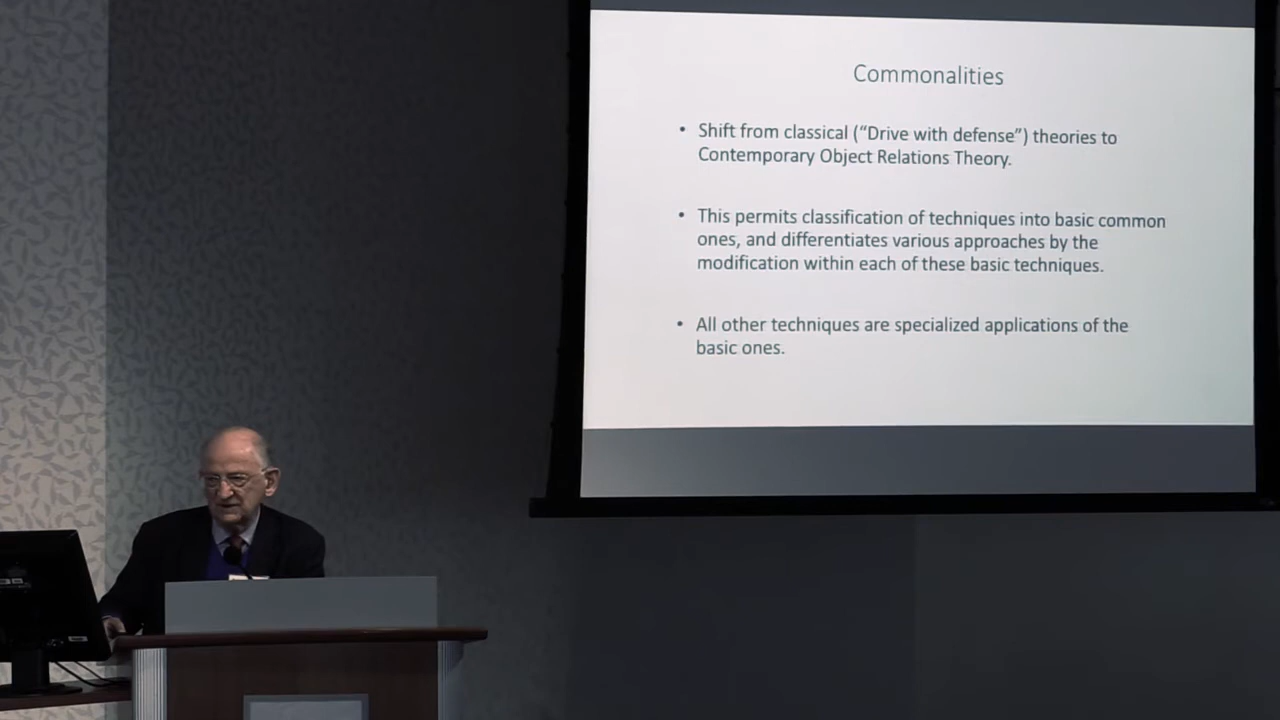 Commonalities
• Shift from classical (“Drive with defense”) theories to
Contemporary Object Relations Theory.
• This permits classification of techniques into basic common
ones, and differentiates various approaches by the
modification within each of these basic techniques.
• All other techniques are specialized applications of the
basic ones.